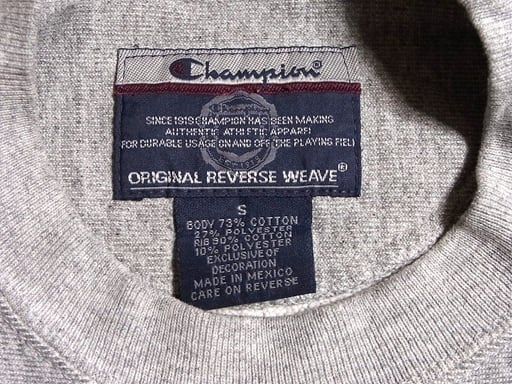 Champion®
SINCE 1919 CHAMPION HAS BEEN MAKING
AUTHENTIC ATHLETIC APPAREL
FOR DURABLE USAGE ON AND OFF THE PLAYING FIELD
ORIGINAL REVERSE WEAVE®
S
BODY 73% COTTON
27% POLYESTER
RIB 90% COTTON
10% POLYESTER
EXCLUSIVE OF
DECORATION
MADE IN MEXICO
CARE ON REVERSE